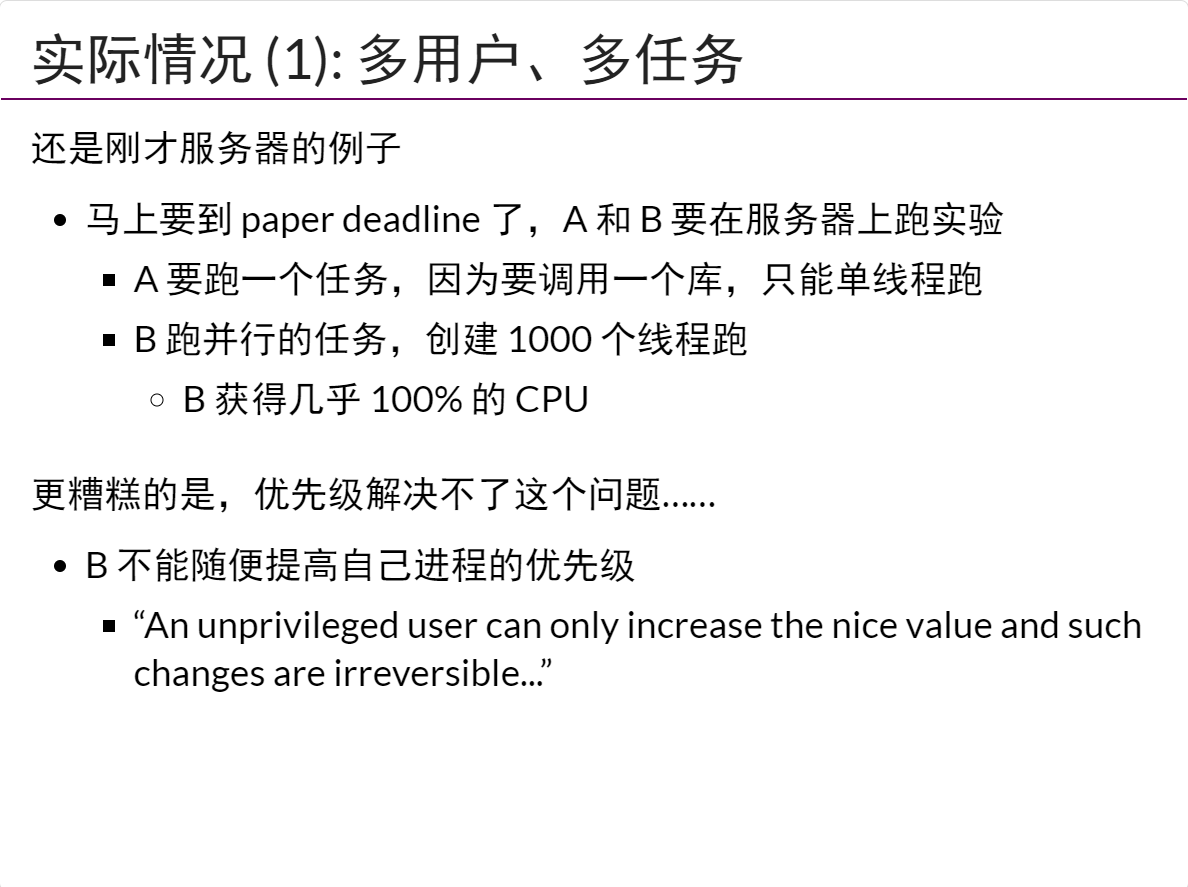 实际情况 (1): 多用户、多任务
还是刚才服务器的例子
马上要到 paper deadline 了，A 和 B 要在服务器上跑实验
A 要跑一个任务，因为要调用一个库，只能单线程跑
B 跑并行的任务，创建 1000 个线程跑
B 获得几乎 100% 的 CPU
更糟糕的是，优先级解决不了这个问题……
B 不能随便提高自己进程的优先级
“An unprivileged user can only increase the nice value and such
changes are irreversible...”